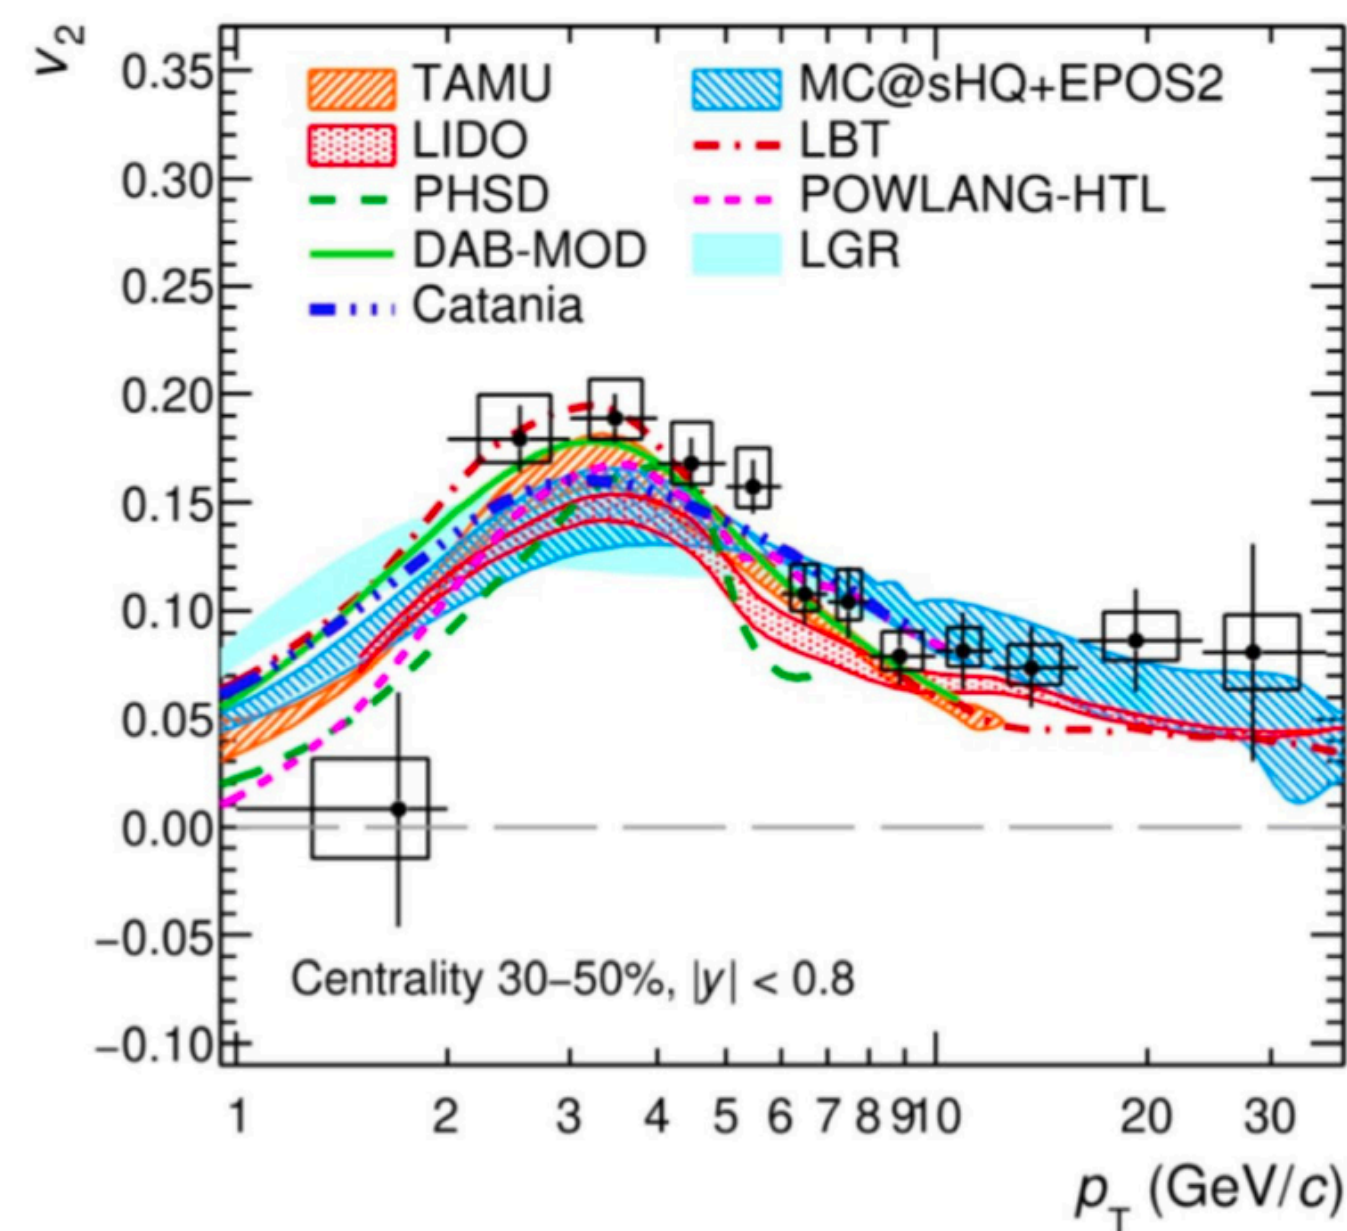 v2
0.35
0.30
0.25
0.20
0.15
0.10
0.05
0.00
−0.05
−0.10
TAMU
LIDO
PHSD
DAB-MOD
Catania
MC@sHQ+EPOS2
LBT
POWLANG-HTL
LGR
Centrality 30–50%, |y| < 0.8
1 2 3 4 5 6 7 8 9 10 20 30
pT (GeV/c)